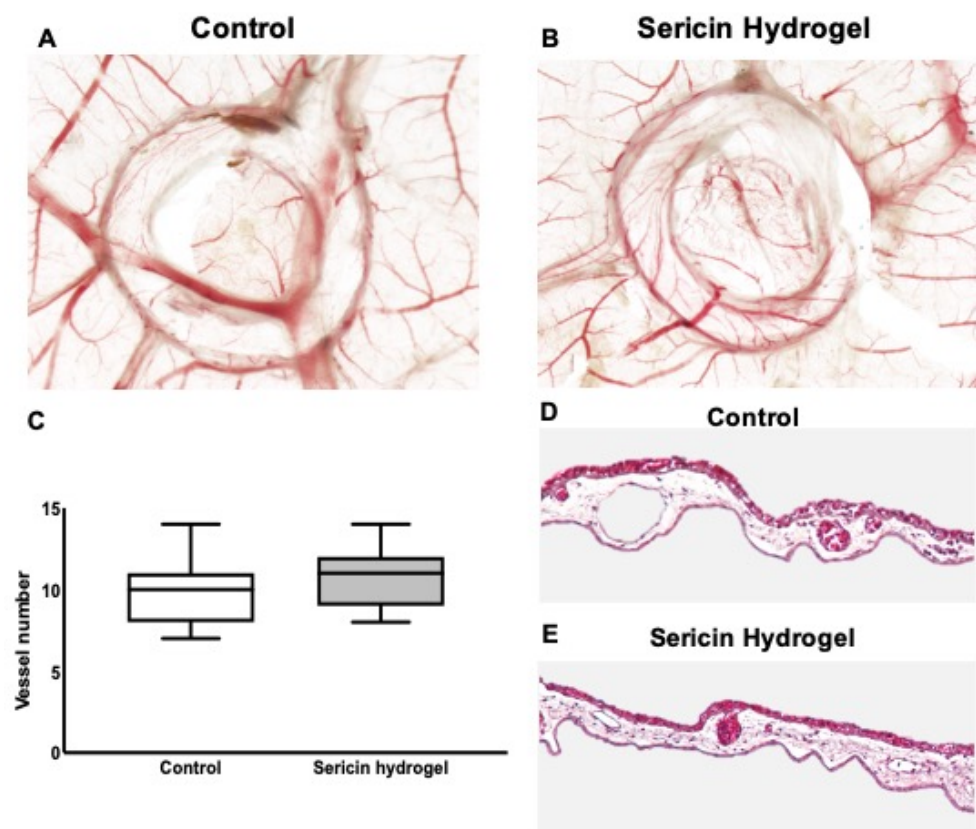 A
Control
B
Sericin Hydrogel
C
15
10
5
0
Vessel number
Control
Sericin hydrogel
D
Control
E
Sericin Hydrogel